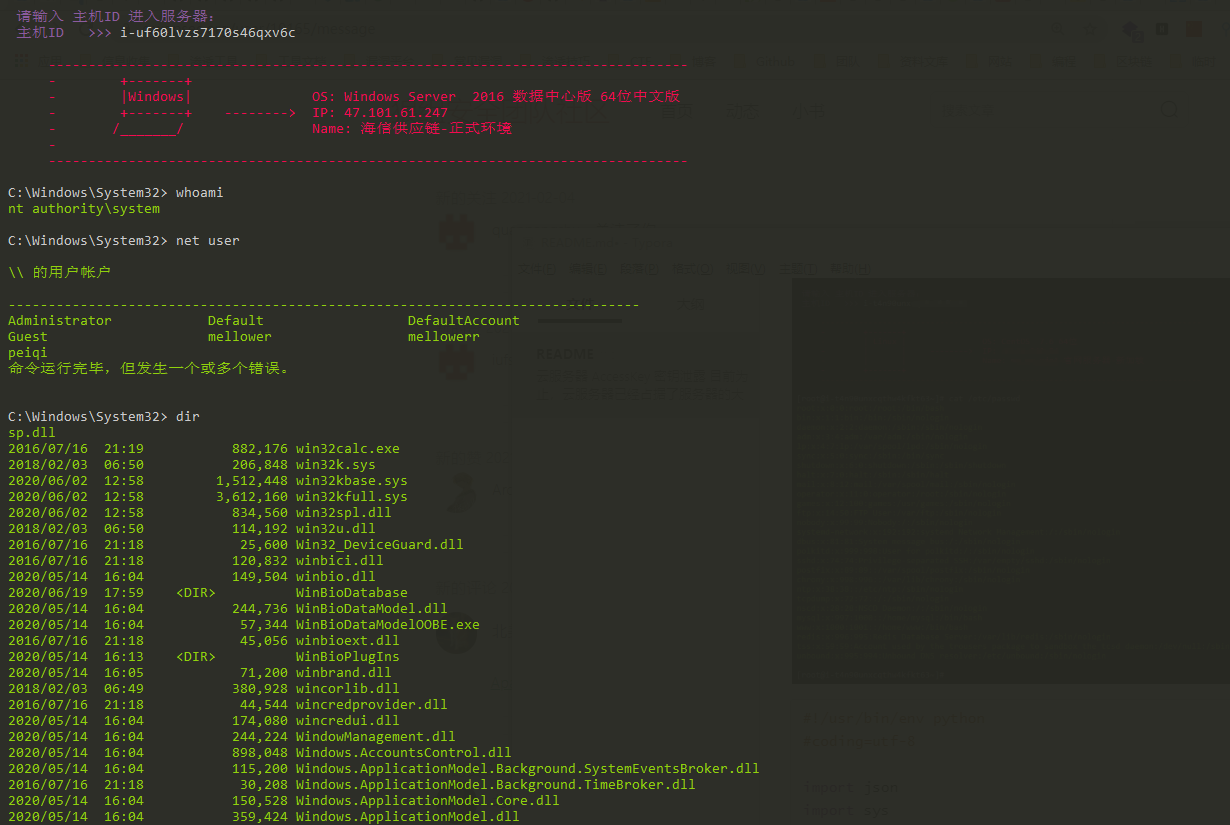 请输入 主机ID 进入服务器:
主机ID   >>> i-uf60lvzs7170s46qxv6c
--------------------------------------------------------------------------------
-        +-------+
-        |Windows|               OS: Windows Server  2016 数据中心版 64位中文版
-        +-------+    -------->  IP: 47.101.61.247
-       /_______/                Name: 海信供应链-正式环境
-
--------------------------------------------------------------------------------
C:\Windows\System32> whoami
nt authority\system
C:\Windows\System32> net user
\\ 的用户帐户
-------------------------------------------------------------------------------
Administrator            Default                  DefaultAccount
Guest                    mellower                 mellowerr
peiqi
命令运行完毕，但发生一个或多个错误。
C:\Windows\System32> dir
sp.dll
2016/07/16  21:19           882,176 win32calc.exe
2018/02/03  06:50           206,848 win32k.sys
2020/06/02  12:58         1,512,448 win32kbase.sys
2020/06/02  12:58         3,612,160 win32kfull.sys
2020/06/02  12:58           834,560 win32spl.dll
2018/02/03  06:50           114,192 win32u.dll
2016/07/16  21:18            25,600 Win32_DeviceGuard.dll
2016/07/16  21:18           120,832 winbici.dll
2020/05/14  16:04           149,504 winbio.dll
2020/06/19  17:59    <DIR>          WinBioDatabase
2020/05/14  16:04           244,736 WinBioDataModel.dll
2020/05/14  16:04            57,344 WinBioDataModelOOBE.exe
2016/07/16  21:18            45,056 winbioext.dll
2020/05/14  16:13    <DIR>          WinBioPlugIns
2020/05/14  16:05            71,200 winbrand.dll
2018/02/03  06:49           380,928 wincorlib.dll
2016/07/16  21:18            44,544 wincredprovider.dll
2020/05/14  16:04           174,080 wincredui.dll
2020/05/14  16:04           244,224 WindowManagement.dll
2020/05/14  16:04           898,048 Windows.AccountsControl.dll
2020/05/14  16:04           115,200 Windows.ApplicationModel.Background.SystemEventsBroker.dll
2016/07/16  21:18            30,208 Windows.ApplicationModel.Background.TimeBroker.dll
2020/05/14  16:04           150,528 Windows.ApplicationModel.Core.dll
2020/05/14  16:04           359,424 Windows.ApplicationModel.dll
README
import json
import sys